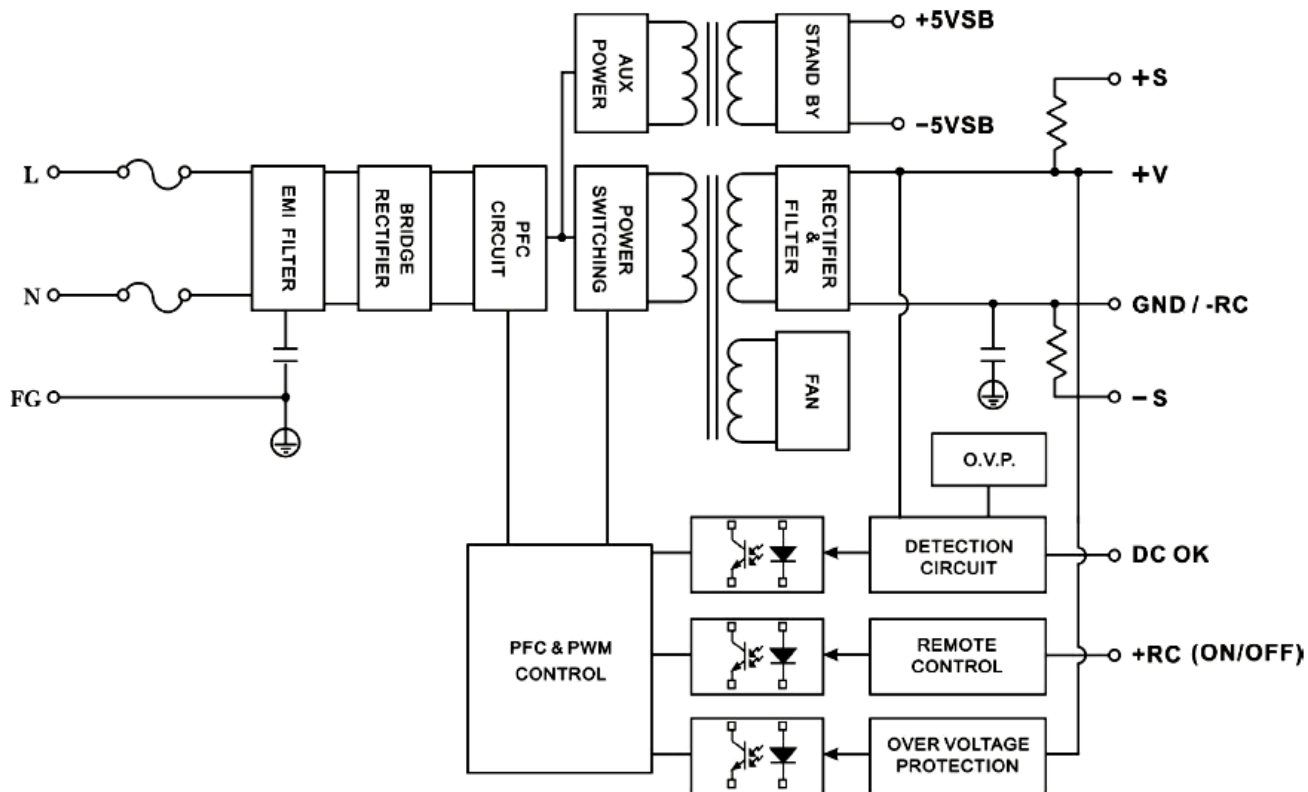 +5VSB
AUX
POWER
STAND BY
+S
−5VSB
L
EMI FILTER
BRIDGE
RECTIFIER
PFC
CIRCUIT
POWER
SWITCHING
RECTIFIER
&
FILTER
+V
N
GND / -RC
FAN
FG
−S
O.V.P.
DETECTION
CIRCUIT
DC OK
PFC & PWM
CONTROL
REMOTE
CONTROL
+RC (ON/OFF)
OVER VOLTAGE
PROTECTION